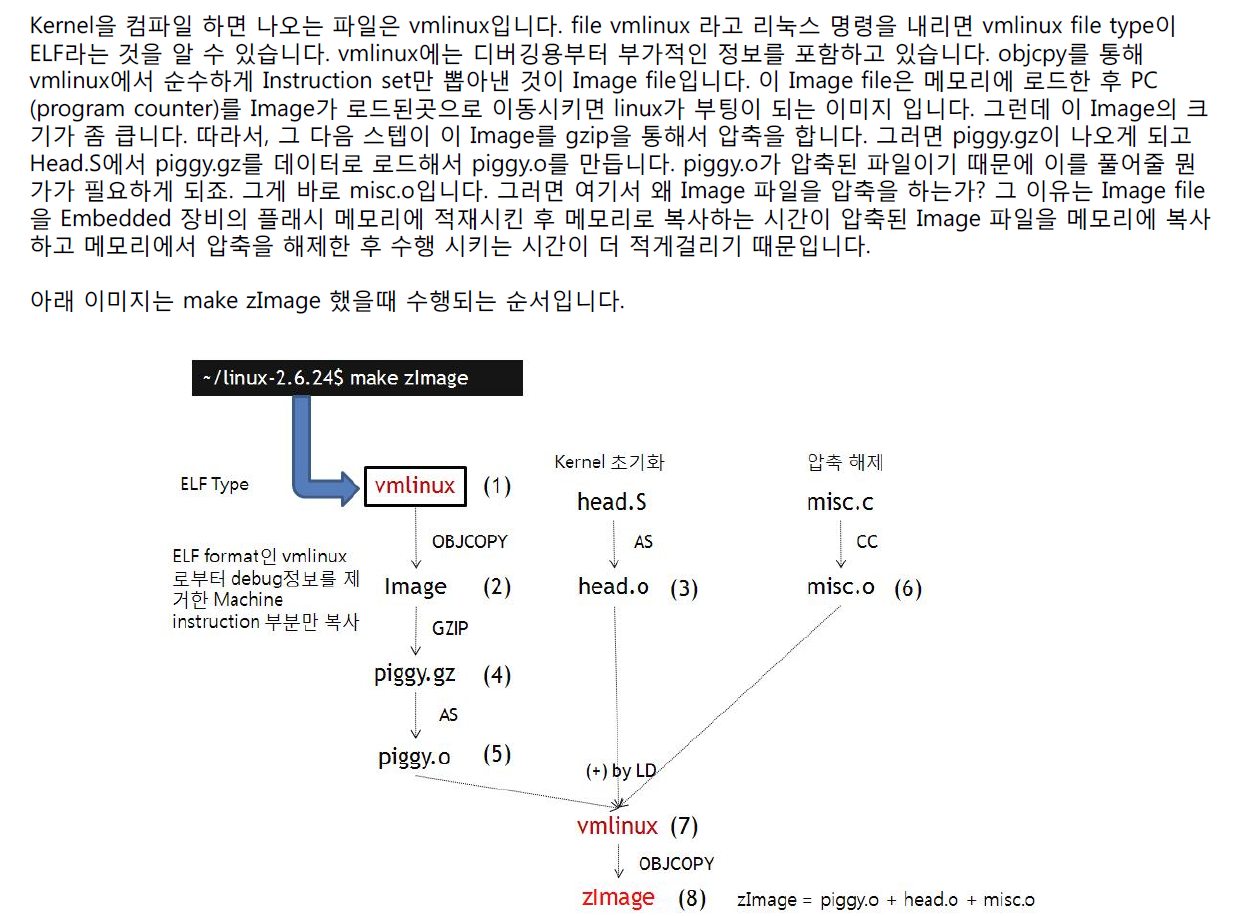 Kernel을 컴파일 하면 나오는 파일은 vmlinux입니다. file vmlinux 라고 리눅스 명령을 내리면 vmlinux file type이
ELF라는 것을 알 수 있습니다. vmlinux에는 디버깅용부터 부가적인 정보를 포함하고 있습니다. objcpy를 통해
vmlinux에서 순수하게 Instruction set만 뽑아낸 것이 Image file입니다. 이 Image file은 메모리에 로드한 후 PC
(program counter)를 Image가 로드된곳으로 이동시키면 linux가 부팅이 되는 이미지 입니다. 그런데 이 Image의 크
기가 좀 큽니다. 따라서, 그 다음 스텝이 이 Image를 gzip을 통해서 압축을 합니다. 그러면 piggy.gz이 나오게 되고
Head.S에서 piggy.gz를 데이터로 로드해서 piggy.o를 만듭니다. piggy.o가 압축된 파일이기 때문에 이를 풀어줄 뭔
가가 필요하게 되죠. 그게 바로 misc.o입니다. 그러면 여기서 왜 Image 파일을 압축을 하는가? 그 이유는 Image file
을 Embedded 장비의 플래시 메모리에 적재시킨 후 메모리로 복사하는 시간이 압축된 Image 파일을 메모리에 복사
하고 메모리에서 압축을 해제한 후 수행 시키는 시간이 더 적게걸리기 때문입니다.
아래 이미지는 make zImage 했을때 수행되는 순서입니다.
~/linux-2.6.24$ make zImage
Kernel 초기화
압축 해제
ELF Type
vmlinux (1)
head.S
misc.c
OBJCOPY
AS
CC
ELF format인 vmlinux
로부터 debug정보를 제
거한 Machine
instruction 부분만 복사
Image (2)
head.o (3)
misc.o (6)
GZIP
piggy.gz (4)
AS
piggy.o (5)
(+) by LD
vmlinux (7)
OBJCOPY
zImage (8)
zImage = piggy.o + head.o + misc.o